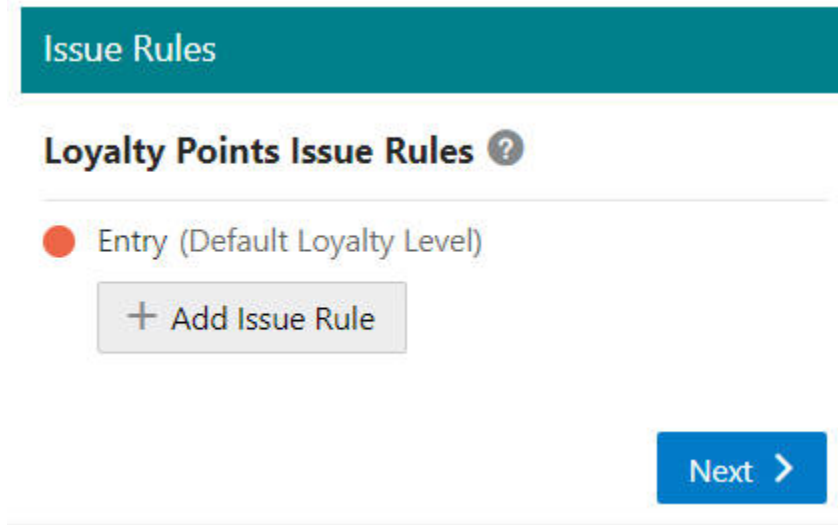 Issue Rules
Loyalty Points Issue Rules ?
Entry (Default Loyalty Level)
+ Add Issue Rule
Next >